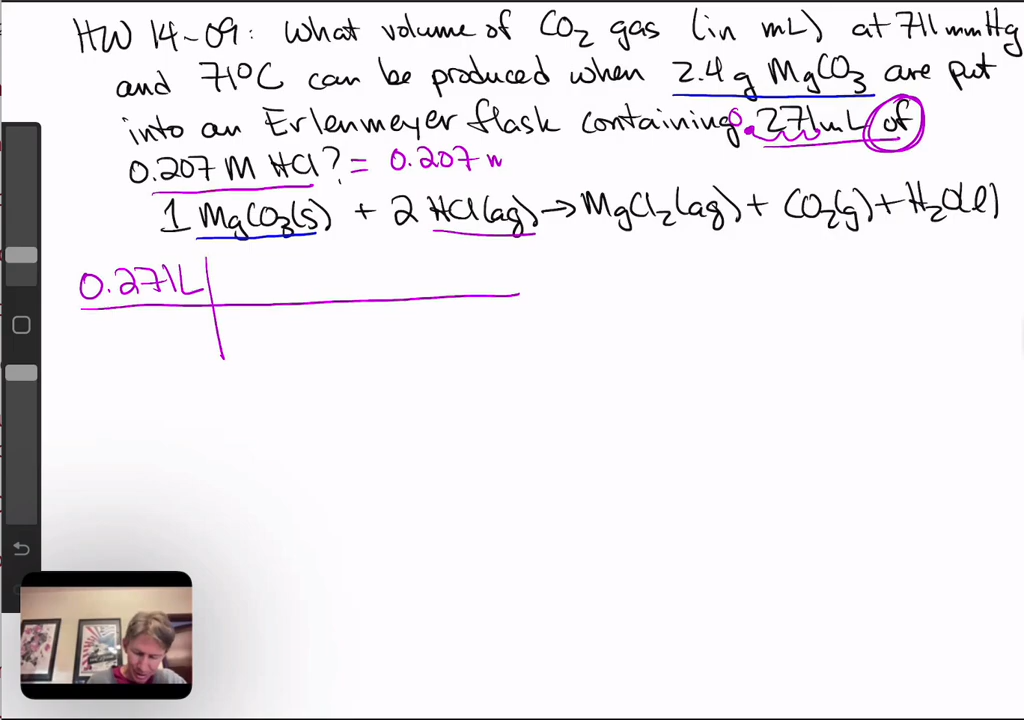 HW 14-09: What volume of CO₂ gas (in mL) at 711 mmHg
and 71°C can be produced when 2.4 g MgCO₃ are put
into an Erlenmeyer flask containing 0.271mL of
0.207 M HCl? = 0.207 m
1 MgCO₃(s) + 2 HCl(aq) → MgCl₂(aq) + CO₂(g) + H₂O(l)
0.271L